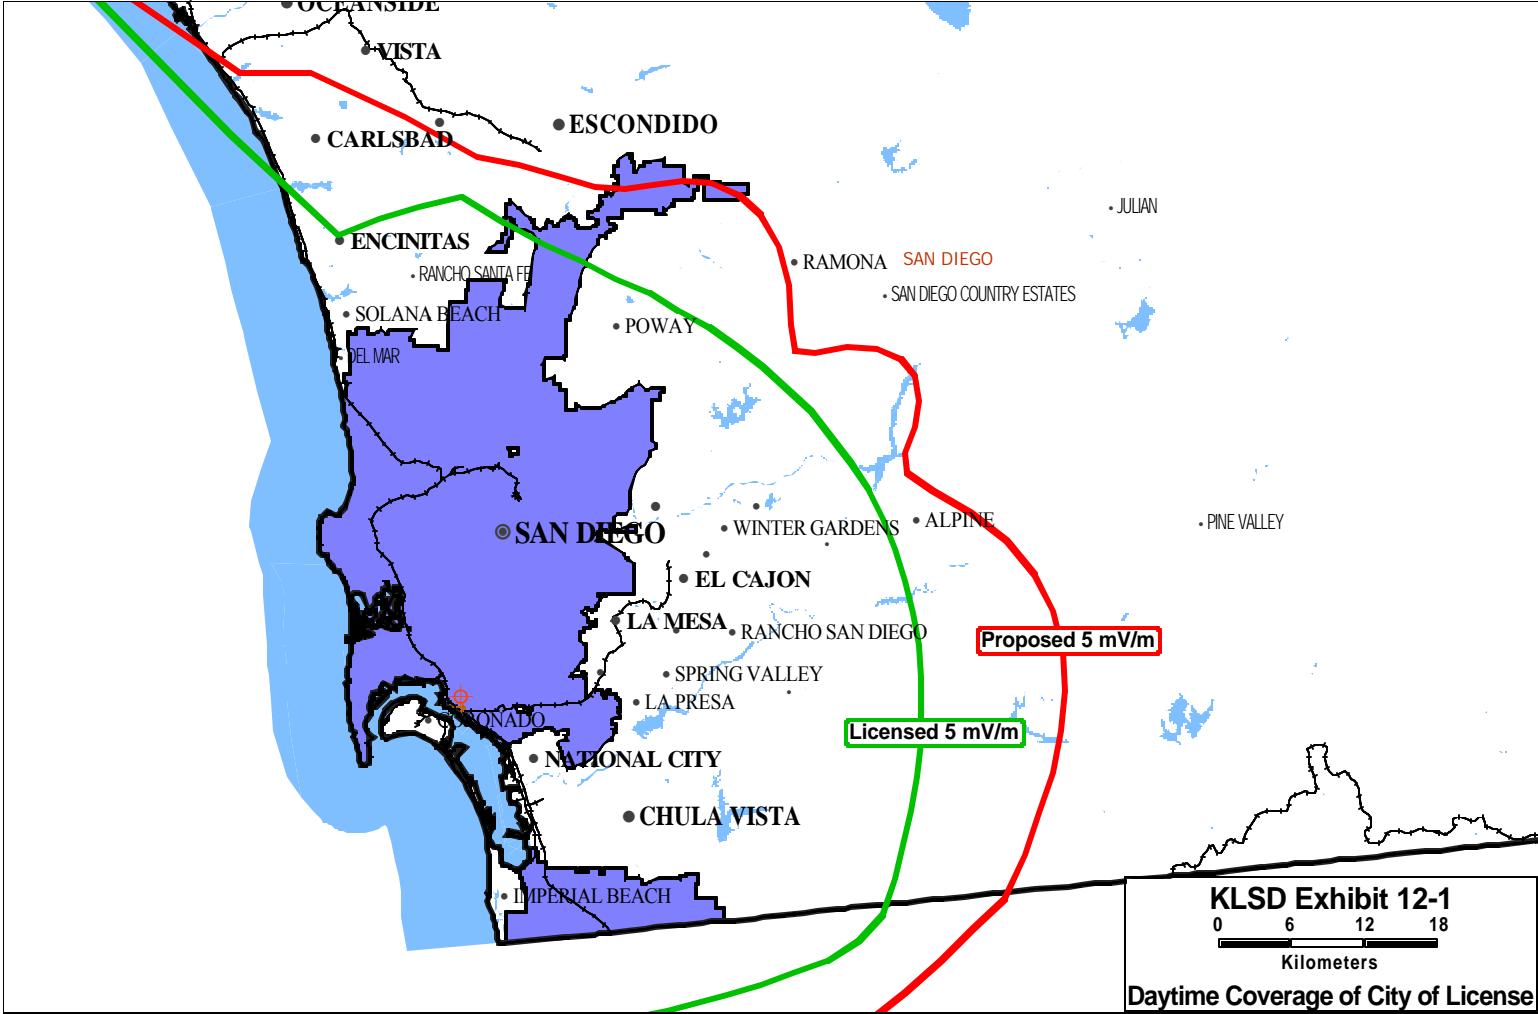 OCEANSIDE
VISTA
ESCONDIDO
CARLSBAD
JULIAN
ENCINITAS
RAMONA
SAN DIEGO
RANCHO SANTA FE
SAN DIEGO COUNTRY ESTATES
SOLANA BEACH
POWAY
DEL MAR
SAN DIEGO
WINTER GARDENS
ALPINE
PINE VALLEY
EL CAJON
LA MESA
RANCHO SAN DIEGO
Proposed 5 mV/m
SPRING VALLEY
LA PRESA
CORONADO
Licensed 5 mV/m
NATIONAL CITY
CHULA VISTA
IMPERIAL BEACH
KLSD Exhibit 12-1
0 6 12 18
Kilometers
Daytime Coverage of City of License